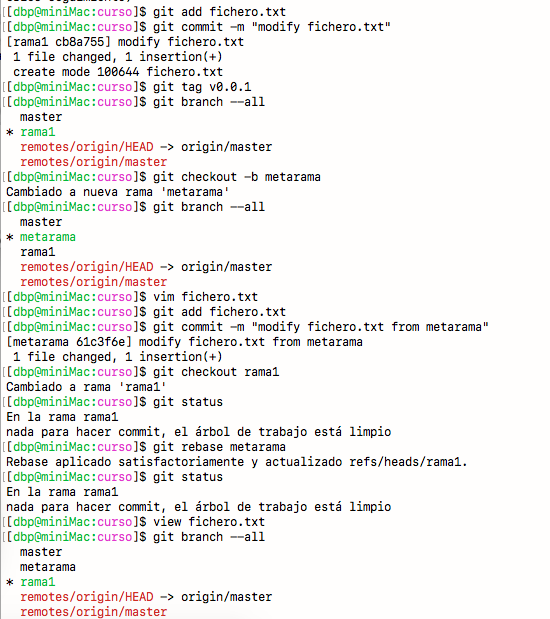 [[dbp@miniMac:curso]$ git add fichero.txt
[[dbp@miniMac:curso]$ git commit -m "modify fichero.txt"
[rama1 cb8a755] modify fichero.txt
 1 file changed, 1 insertion(+)
 create mode 100644 fichero.txt
[[dbp@miniMac:curso]$ git tag v0.0.1
[[dbp@miniMac:curso]$ git branch --all
  master
* rama1
  remotes/origin/HEAD -> origin/master
  remotes/origin/master
[[dbp@miniMac:curso]$ git checkout -b metarama
Cambiado a nueva rama 'metarama'
[[dbp@miniMac:curso]$ git branch --all
  master
* metarama
  rama1
  remotes/origin/HEAD -> origin/master
  remotes/origin/master
[[dbp@miniMac:curso]$ vim fichero.txt
[[dbp@miniMac:curso]$ git add fichero.txt
[[dbp@miniMac:curso]$ git commit -m "modify fichero.txt from metarama"
[metarama 61c3f6e] modify fichero.txt from metarama
 1 file changed, 1 insertion(+)
[[dbp@miniMac:curso]$ git checkout rama1
Cambiado a rama 'rama1'
[[dbp@miniMac:curso]$ git status
En la rama rama1
nada para hacer commit, el árbol de trabajo está limpio
[[dbp@miniMac:curso]$ git rebase metarama
Rebase aplicado satisfactoriamente y actualizado refs/heads/rama1.
[[dbp@miniMac:curso]$ git status
En la rama rama1
nada para hacer commit, el árbol de trabajo está limpio
[[dbp@miniMac:curso]$ view fichero.txt
[[dbp@miniMac:curso]$ git branch --all
  master
  metarama
* rama1
  remotes/origin/HEAD -> origin/master
  remotes/origin/master